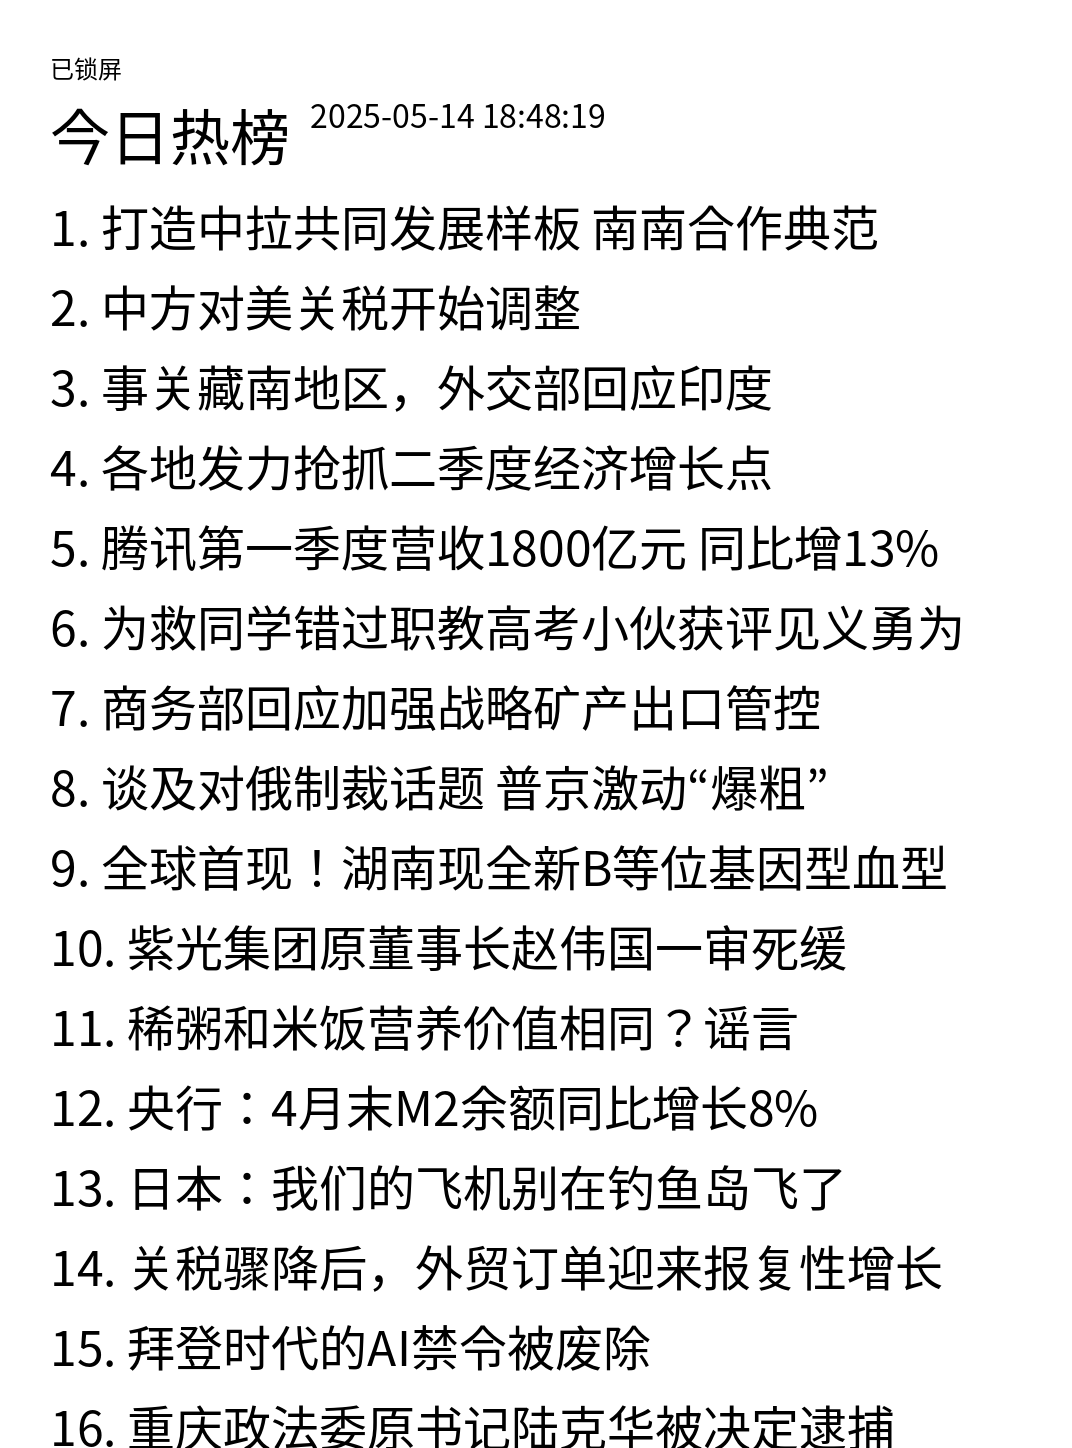 已锁屏
今日热榜 2025-05-14 18:48:19
1. 打造中拉共同发展样板 南南合作典范
2. 中方对美关税开始调整
3. 事关藏南地区，外交部回应印度
4. 各地发力抢抓二季度经济增长点
5. 腾讯第一季度营收1800亿元 同比增13%
6. 为救同学错过职教高考小伙获评见义勇为
7. 商务部回应加强战略矿产出口管控
8. 谈及对俄制裁话题 普京激动“爆粗”
9. 全球首现！湖南现全新B等位基因型血型
10. 紫光集团原董事长赵伟国一审死缓
11. 稀粥和米饭营养价值相同？谣言
12. 央行：4月末M2余额同比增长8%
13. 日本：我们的飞机别在钓鱼岛飞了
14. 关税骤降后，外贸订单迎来报复性增长
15. 拜登时代的AI禁令被废除
16. 重庆政法委原书记陆克华被决定逮捕